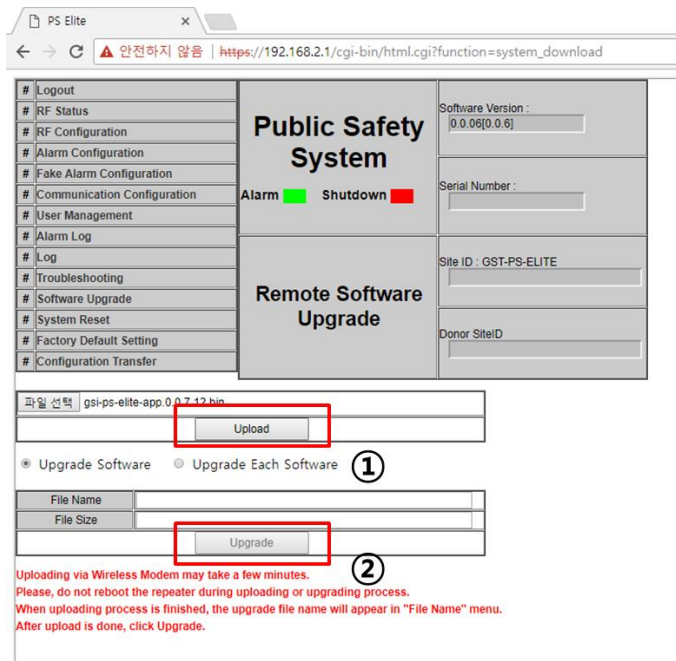 PS Elite
안전하지 않음 | https://192.168.2.1/cgi-bin/html.cgi?function=system_download
# Logout
# RF Status
# RF Configuration
# Alarm Configuration
# Fake Alarm Configuration
# Communication Configuration
# User Management
# Alarm Log
# Log
# Troubleshooting
# Software Upgrade
# System Reset
# Factory Default Setting
# Configuration Transfer
Public Safety
System
Alarm Shutdown
Remote Software
Upgrade
Software Version :
0.0.06[0.0.6]
Serial Number :
Site ID : GST-PS-ELITE
Donor SiteID
파일 선택 gsi-ps-elite-app.0.0.7.12.bin
Upload
Upgrade Software Upgrade Each Software ①
File Name
File Size
Upgrade
②
Uploading via Wireless Modem may take a few minutes.
Please, do not reboot the repeater during uploading or upgrading process.
When uploading process is finished, the upgrade file name will appear in "File Name" menu.
After upload is done, click Upgrade.